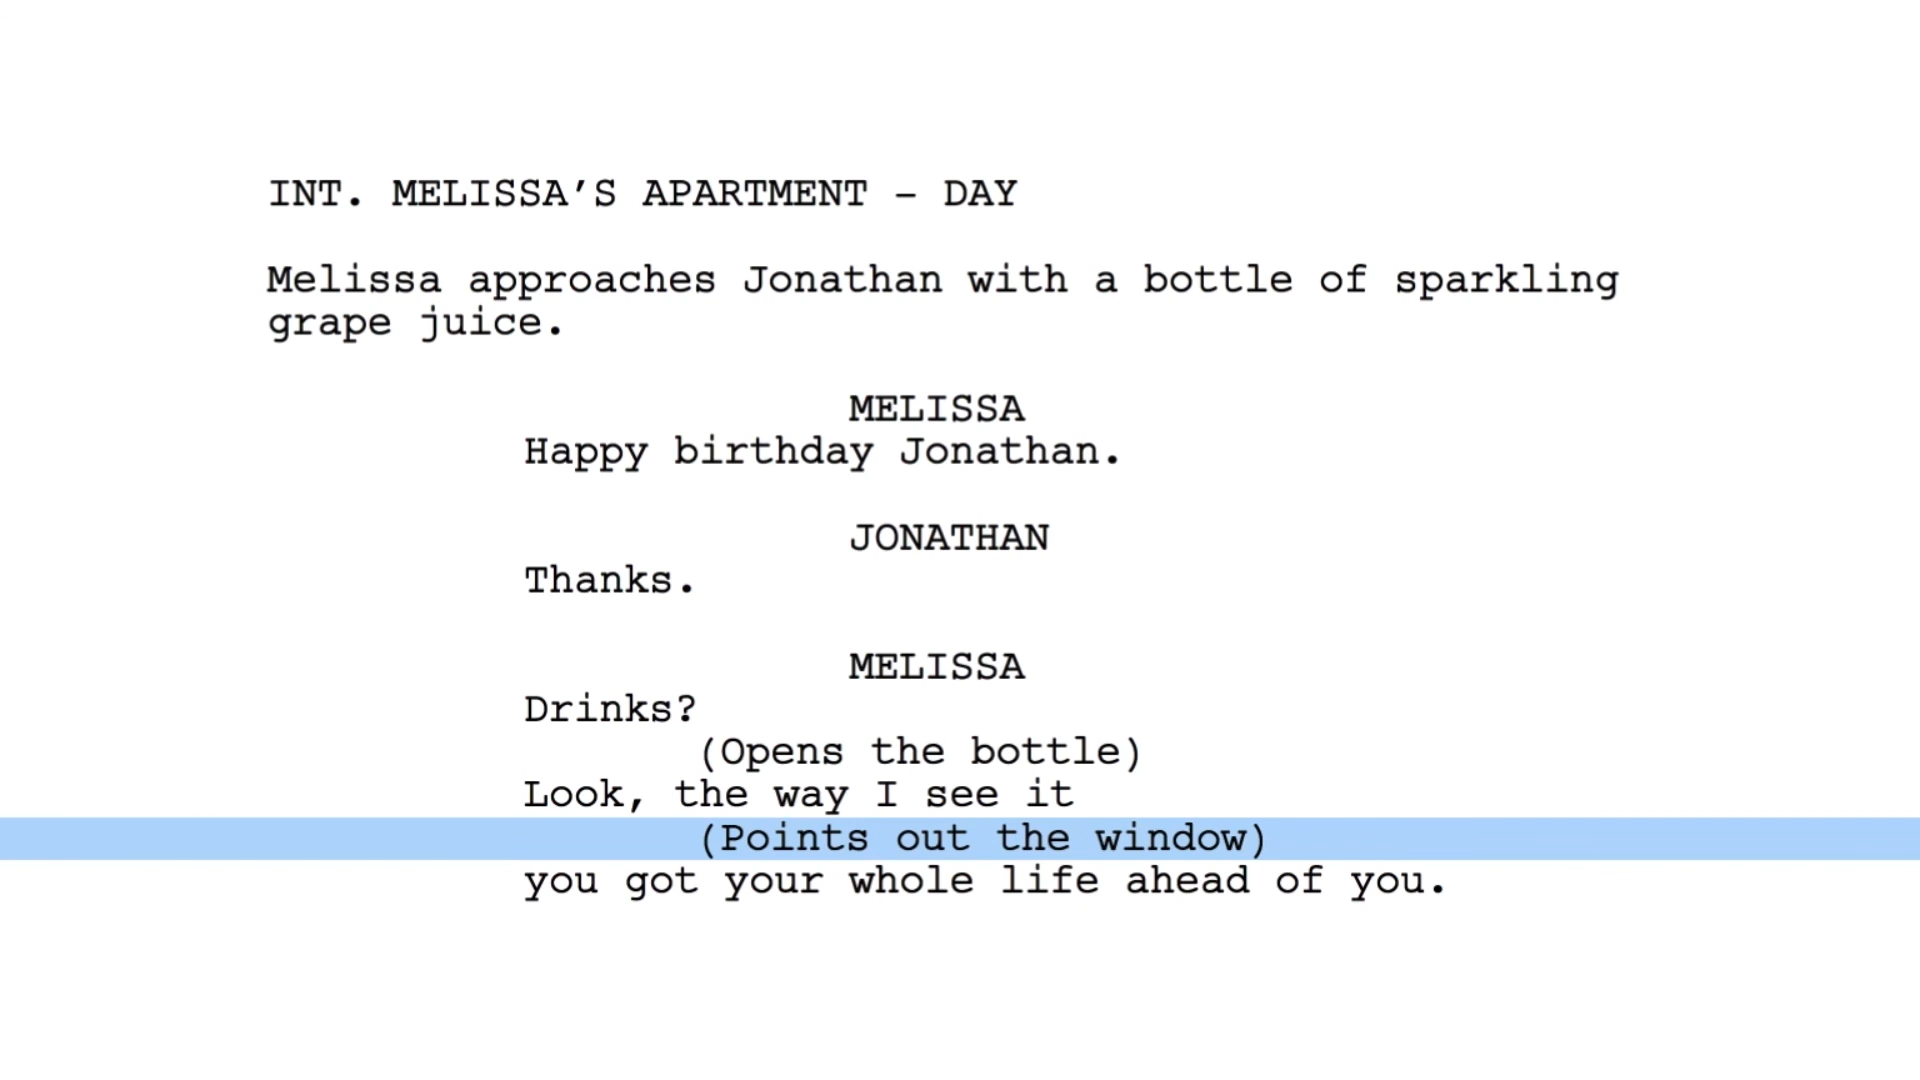 INT. MELISSA’S APARTMENT – DAY
Melissa approaches Jonathan with a bottle of sparkling
grape juice.
MELISSA
Happy birthday Jonathan.
JONATHAN
Thanks.
MELISSA
Drinks?
(Opens the bottle)
Look, the way I see it
(Points out the window)
you got your whole life ahead of you.